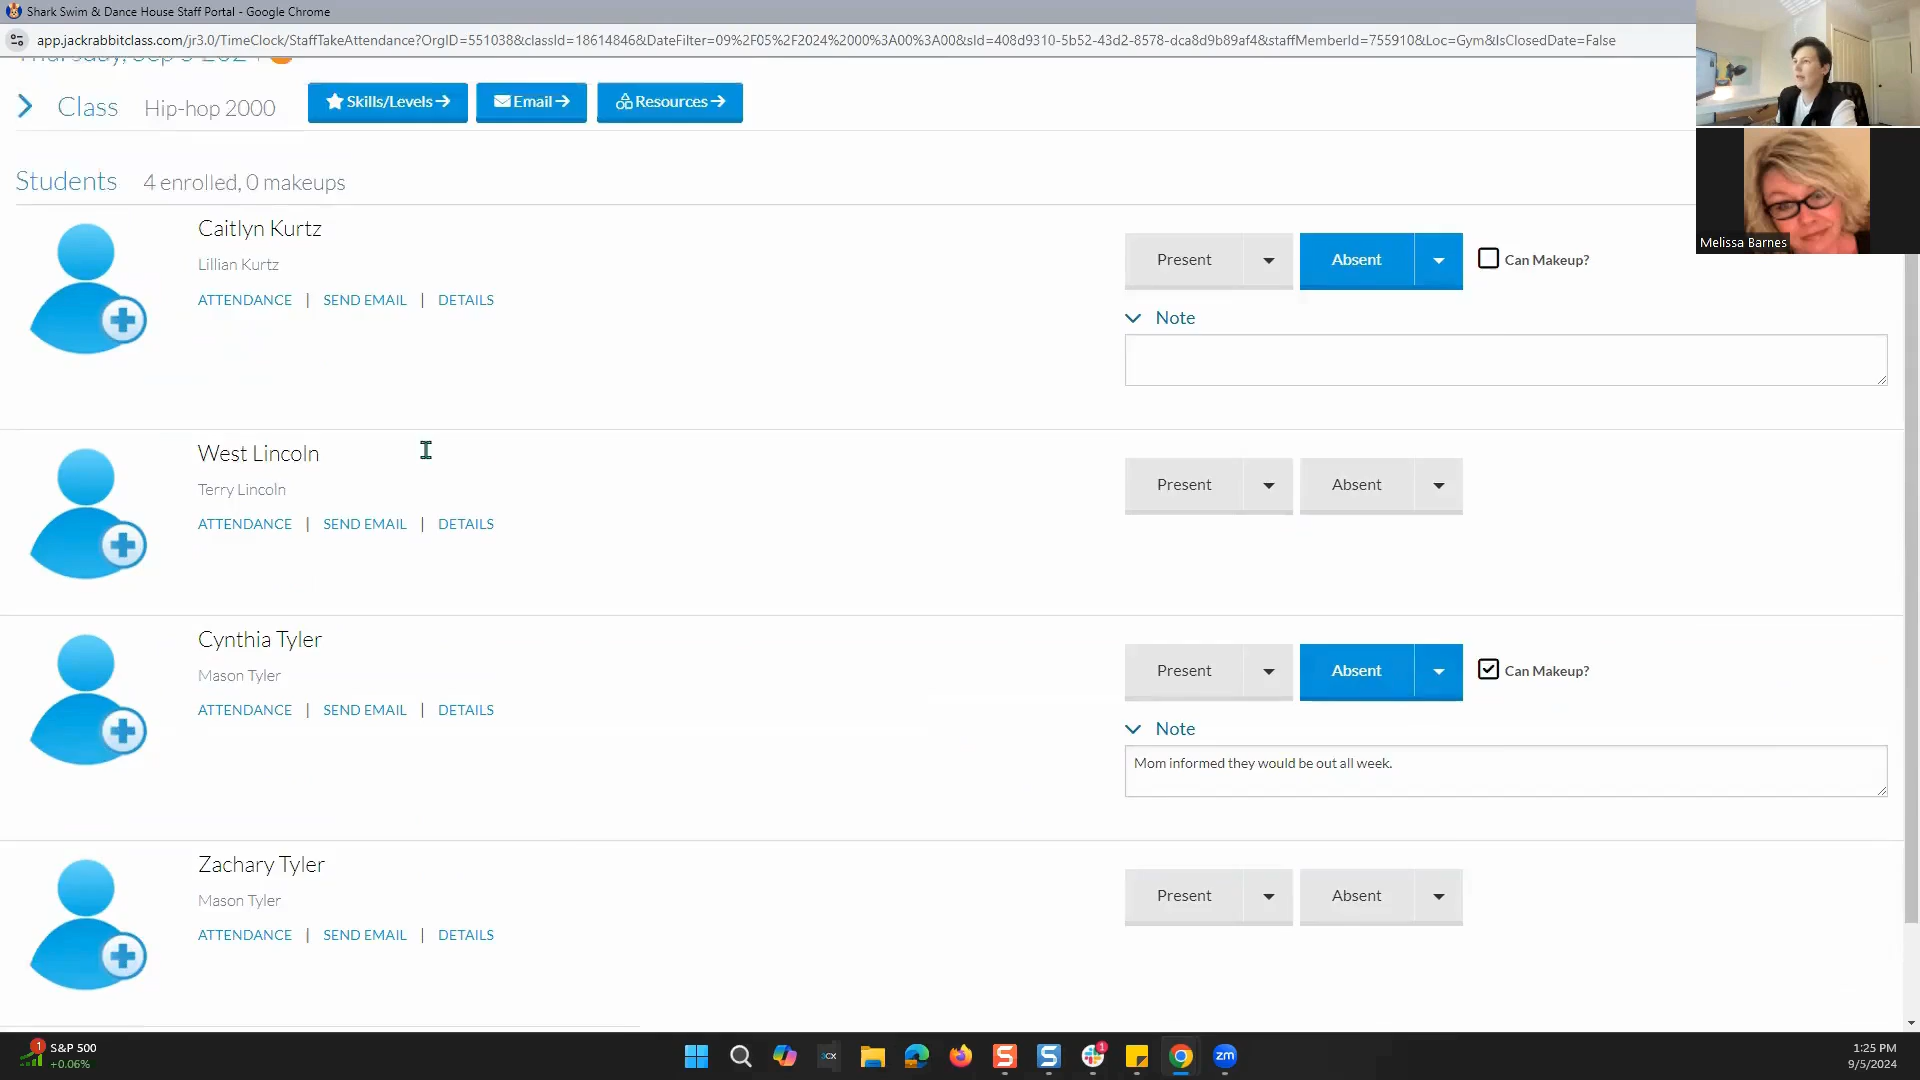 Shark Swim & Dance House Staff Portal - Google Chrome
app.jackrabbitclass.com/jr3.0/TimeClock/StaffTakeAttendance?OrgID=551038&classId=18614846&DateFilter=09%2F05%2F2024%2000%3A00%3A00&sId=408d9310-5b52-43d2-8578-dca8d9b89af4&staffMemberId=755910&Loc=Gym&IsClosedDate=False
Class Hip-hop 2000 Skills/Levels Email Resources
Students 4 enrolled, 0 makeups
Caitlyn Kurtz
Lillian Kurtz
ATTENDANCE | SEND EMAIL | DETAILS
Present Absent Can Makeup?
Note
West Lincoln
Terry Lincoln
ATTENDANCE | SEND EMAIL | DETAILS
Present Absent
Cynthia Tyler
Mason Tyler
ATTENDANCE | SEND EMAIL | DETAILS
Present Absent Can Makeup?
Note
Mom informed they would be out all week.
Zachary Tyler
Mason Tyler
ATTENDANCE | SEND EMAIL | DETAILS
Present Absent
Melissa Barnes
1 S&P 500
+0.06%
CX
S
S
1
zm
1:25 PM
9/5/2024